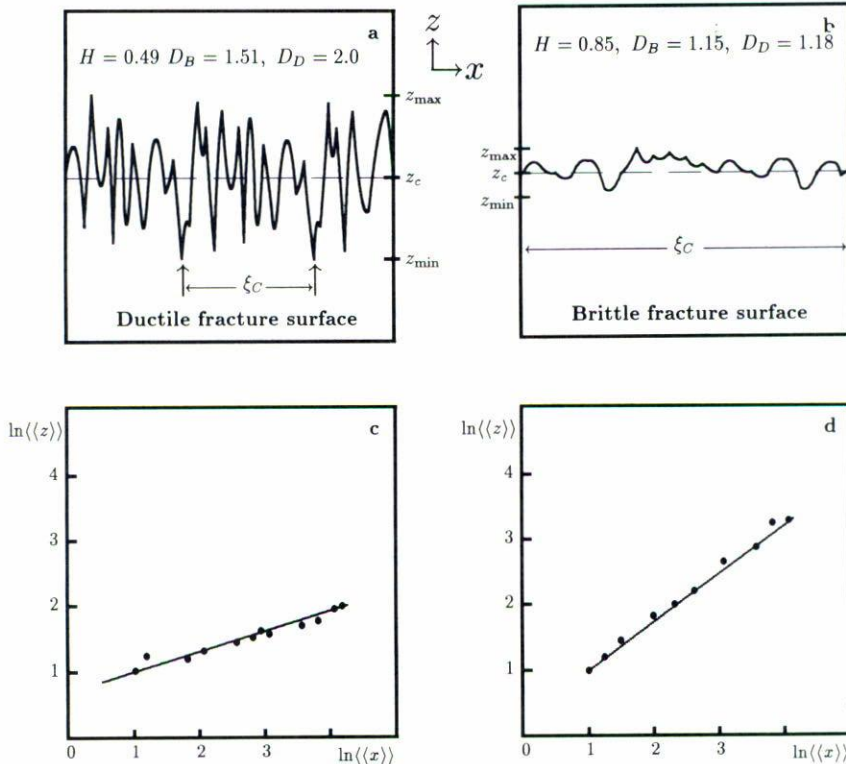 a
H = 0.49 D_B = 1.51, D_D = 2.0
z_max
z_c
z_min
ξ_C
Ductile fracture surface
z
x
b
H = 0.85, D_B = 1.15, D_D = 1.18
z_max
z_c
z_min
ξ_C
Brittle fracture surface
c
ln⟨⟨z⟩⟩
4
3
2
1
0 1 2 3 ln⟨⟨x⟩⟩
d
ln⟨⟨z⟩⟩
4
3
2
1
0 1 2 3 ln⟨⟨x⟩⟩